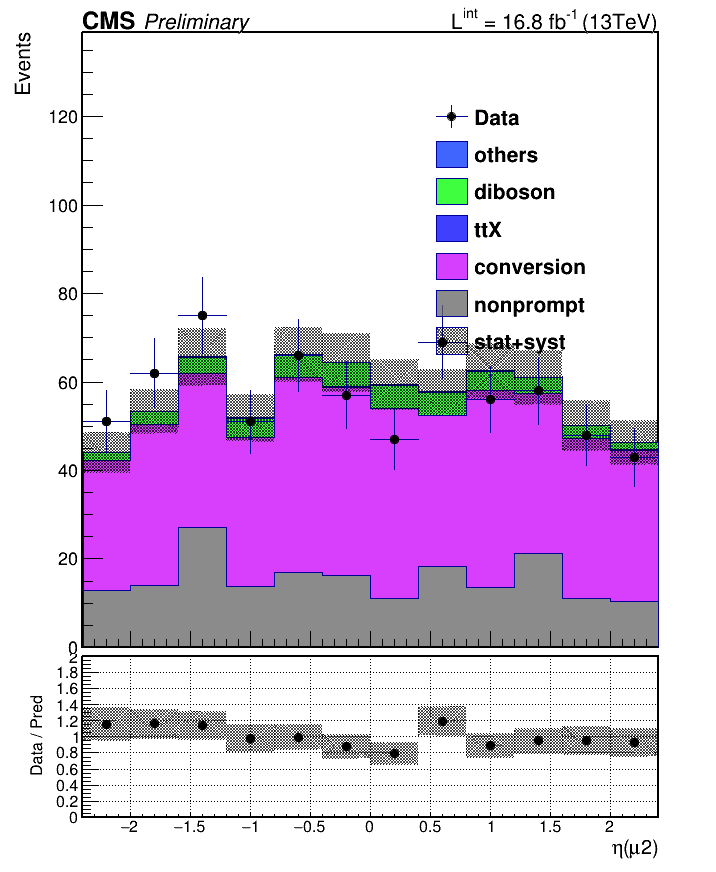 CMS Preliminary L^int = 16.8 fb^-1 (13TeV)
Events
120
100
80
60
40
20
0
Data
others
diboson
ttX
conversion
nonprompt
stat+syst
Data / Pred
2
1.8
1.6
1.4
1.2
1
0.8
0.6
0.4
0.2
0
−2 −1.5 −1 −0.5 0 0.5 1 1.5 2
η(μ2)